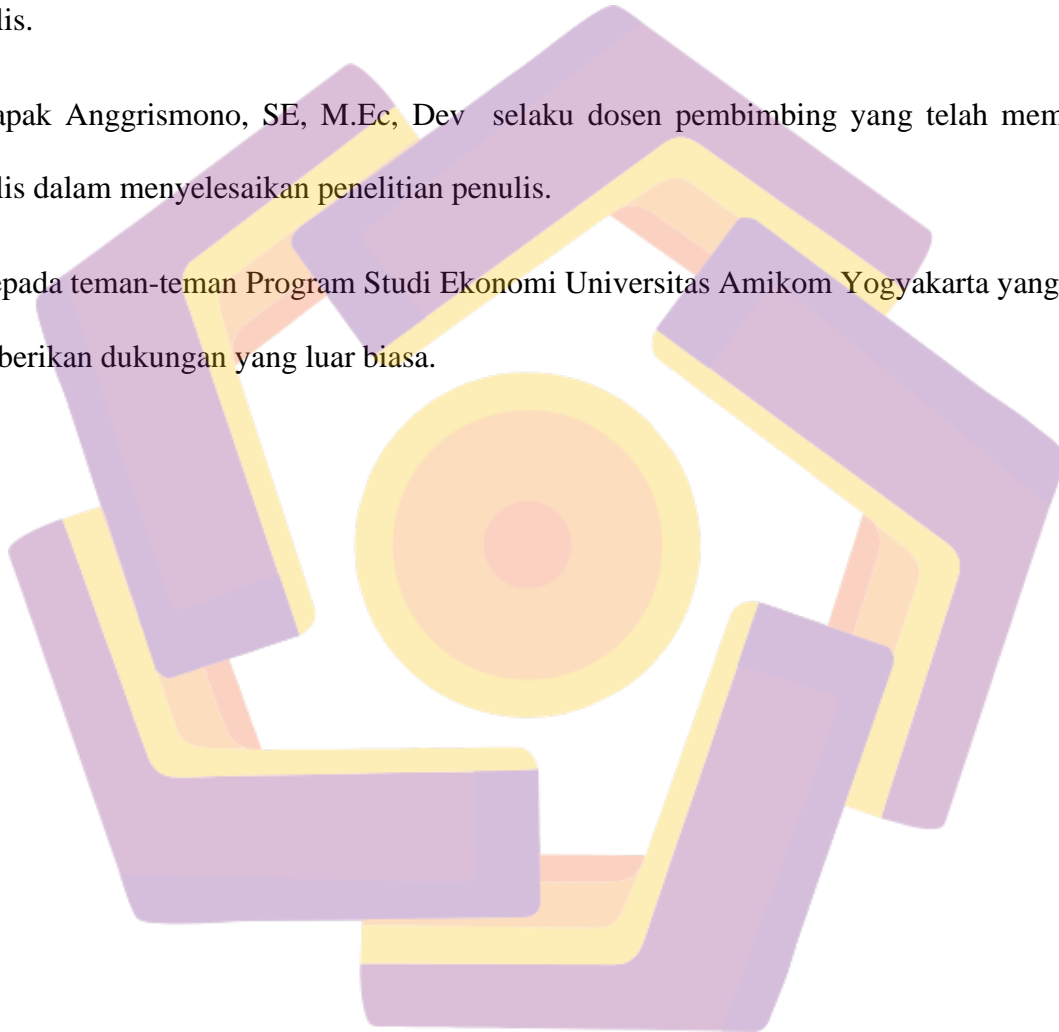 lis.
apak Anggrismono, SE, M.Ec, Dev selaku dosen pembimbing yang telah mem
lis dalam menyelesaikan penelitian penulis.
epada teman-teman Program Studi Ekonomi Universitas Amikom Yogyakarta yang
berikan dukungan yang luar biasa.